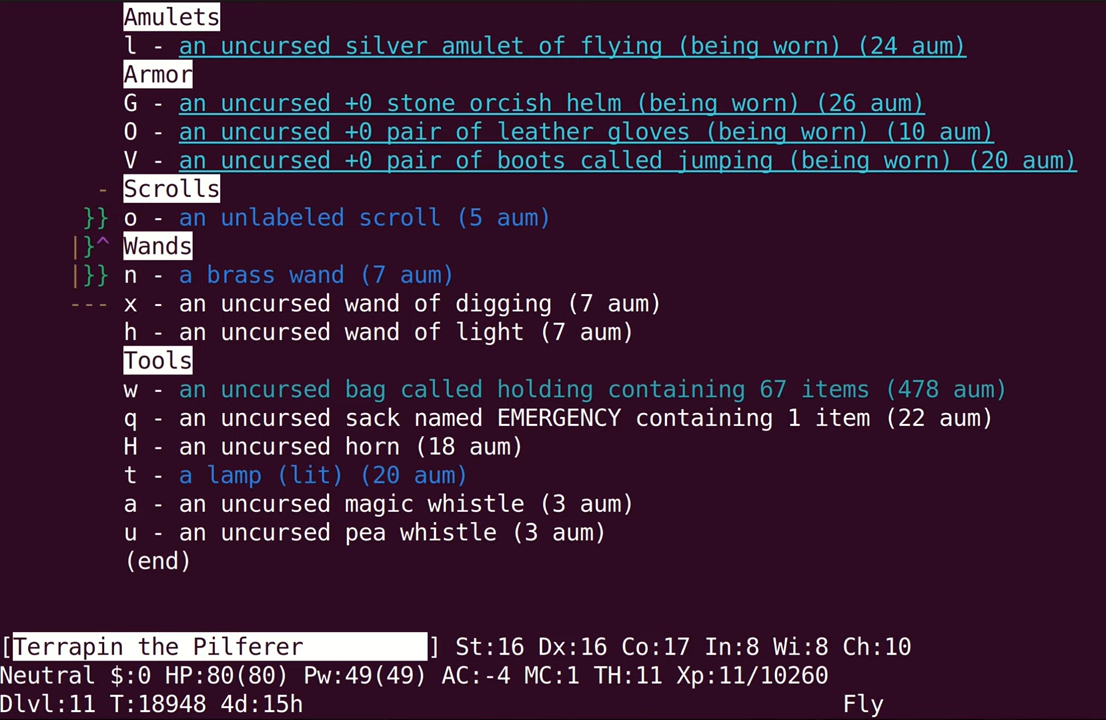 Amulets
l - an uncursed silver amulet of flying (being worn) (24 aum)
Armor
G - an uncursed +0 stone orcish helm (being worn) (26 aum)
O - an uncursed +0 pair of leather gloves (being worn) (10 aum)
V - an uncursed +0 pair of boots called jumping (being worn) (20 aum)
- Scrolls
}} o - an unlabeled scroll (5 aum)
|}^ Wands
|}} n - a brass wand (7 aum)
--- x - an uncursed wand of digging (7 aum)
h - an uncursed wand of light (7 aum)
Tools
w - an uncursed bag called holding containing 67 items (478 aum)
q - an uncursed sack named EMERGENCY containing 1 item (22 aum)
H - an uncursed horn (18 aum)
t - a lamp (lit) (20 aum)
a - an uncursed magic whistle (3 aum)
u - an uncursed pea whistle (3 aum)
(end)
[Terrapin the Pilferer ] St:16 Dx:16 Co:17 In:8 Wi:8 Ch:10
Neutral $:0 HP:80(80) Pw:49(49) AC:-4 MC:1 TH:11 Xp:11/10260
Dlvl:11 T:18948 4d:15h Fly